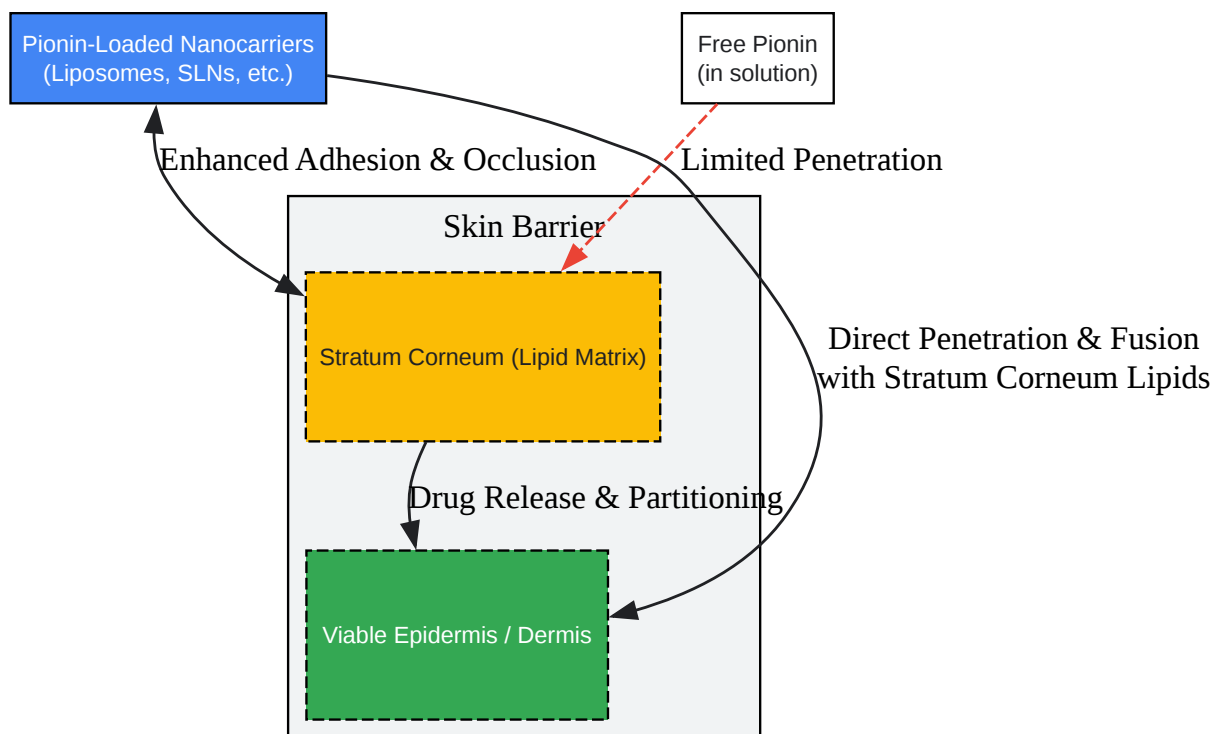 Pionin-Loaded Nanocarriers
(Liposomes, SLNs, etc.)
Free Pionin
(in solution)
Enhanced Adhesion & Occlusion
Limited Penetration
Skin Barrier
Stratum Corneum (Lipid Matrix)
Direct Penetration & Fusion
with Stratum Corneum Lipids
Drug Release & Partitioning
Viable Epidermis / Dermis